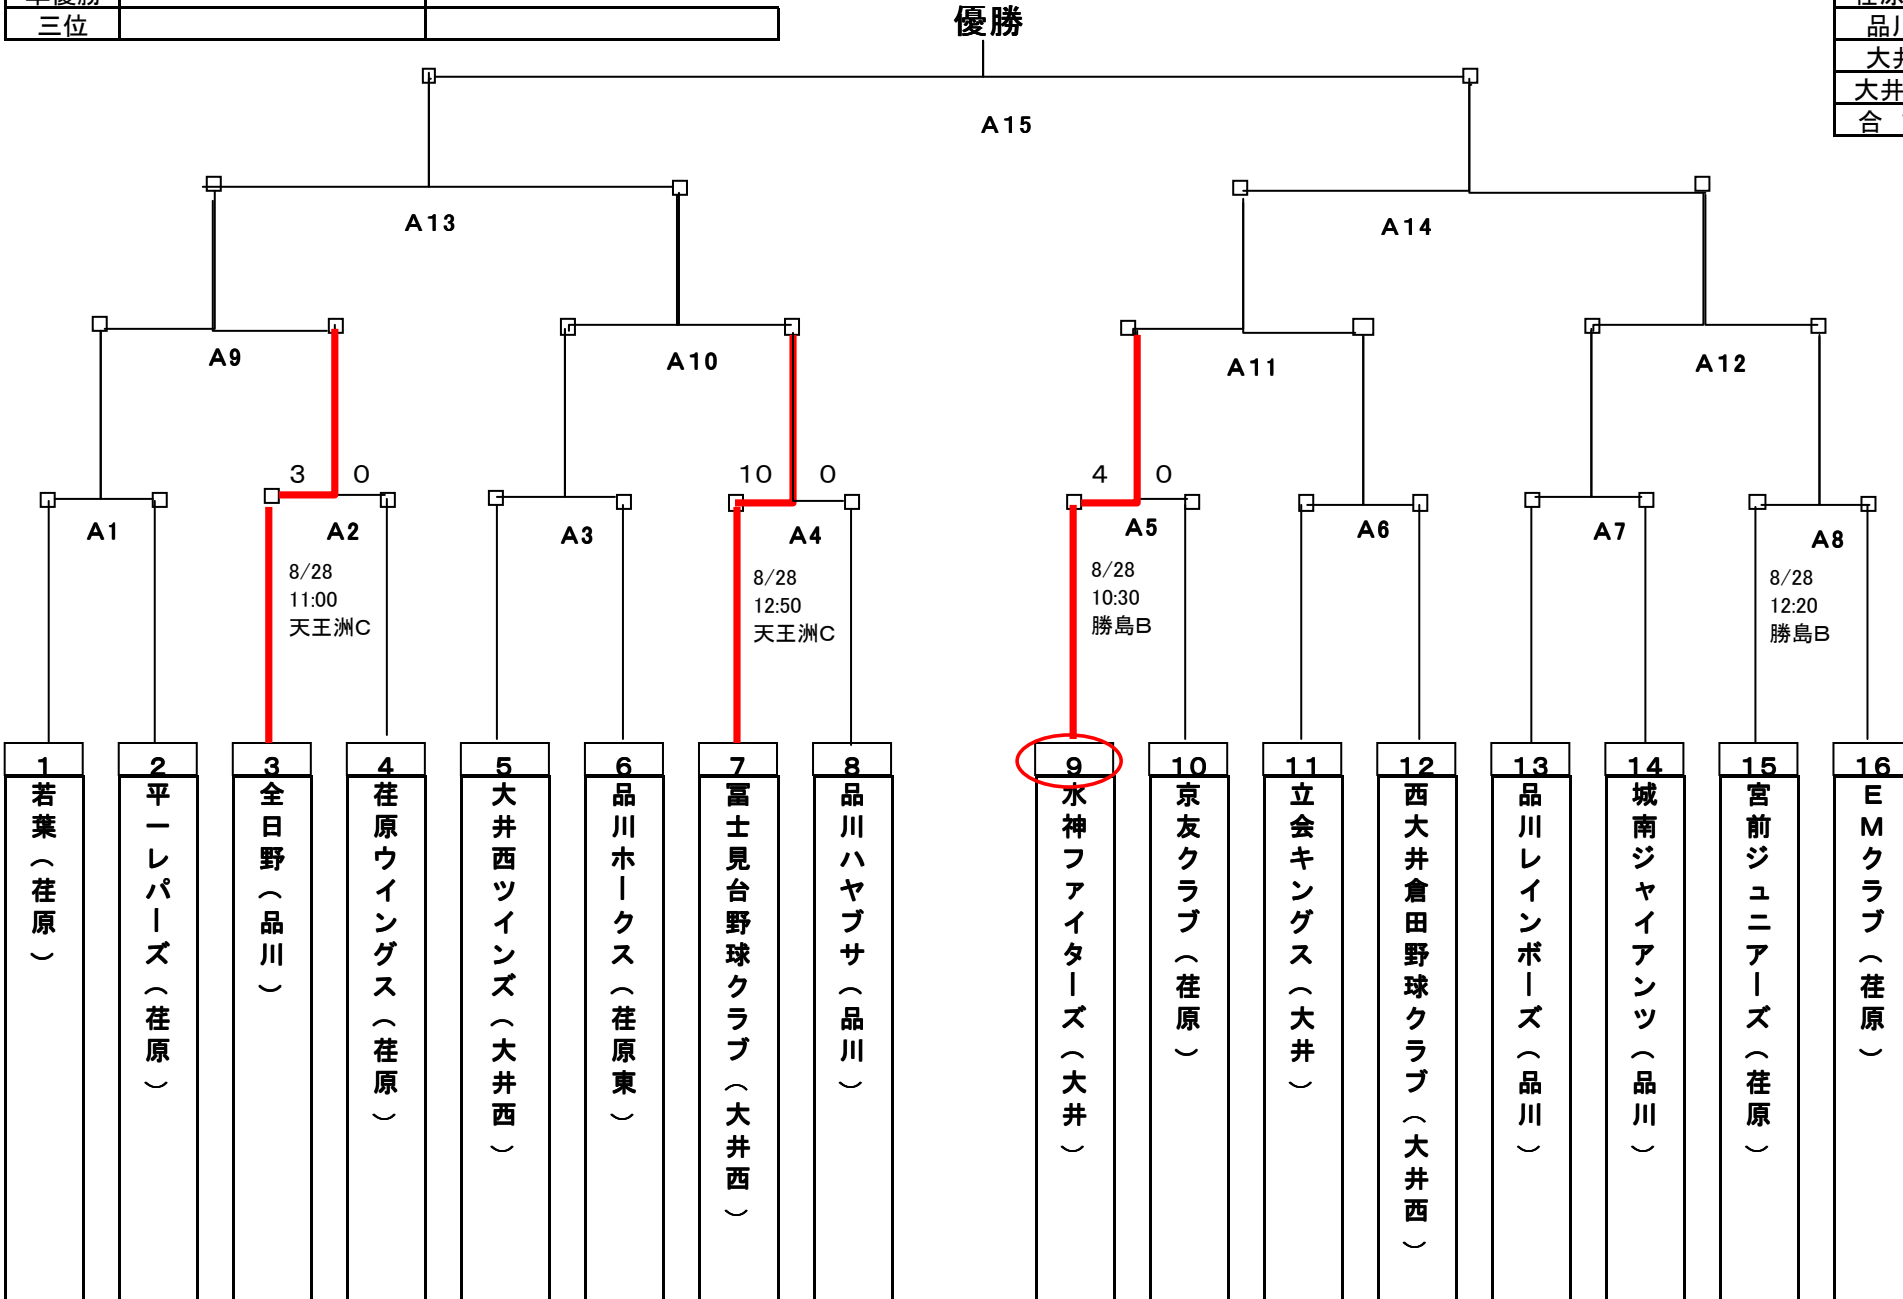 三位
優勝
品川
大井
大井
合
A15
A13
A14
A9
A10
A11
A12
3 0
10 0
4 0
A1
A2
A3
A4
A5
A6
A7
A8
8/28
11:00
天王洲C
8/28
12:50
天王洲C
8/28
10:30
勝島B
8/28
12:20
勝島B
1
若葉(荏原)
2
平一レパーズ(荏原)
3
全日野(品川)
4
荏原ウイングス(荏原)
5
大井西ツインズ(大井西)
6
品川ホークス(荏原東)
7
冨士見台野球クラブ(大井西)
8
品川ハヤブサ(品川)
9
水神ファイターズ(大井)
10
京友クラブ(荏原)
11
立会キングス(大井)
12
西大井倉田野球クラブ(大井西)
13
品川レインボーズ(品川)
14
城南ジャイアンツ(品川)
15
宮前ジュニアーズ(荏原)
16
EMクラブ(荏原)